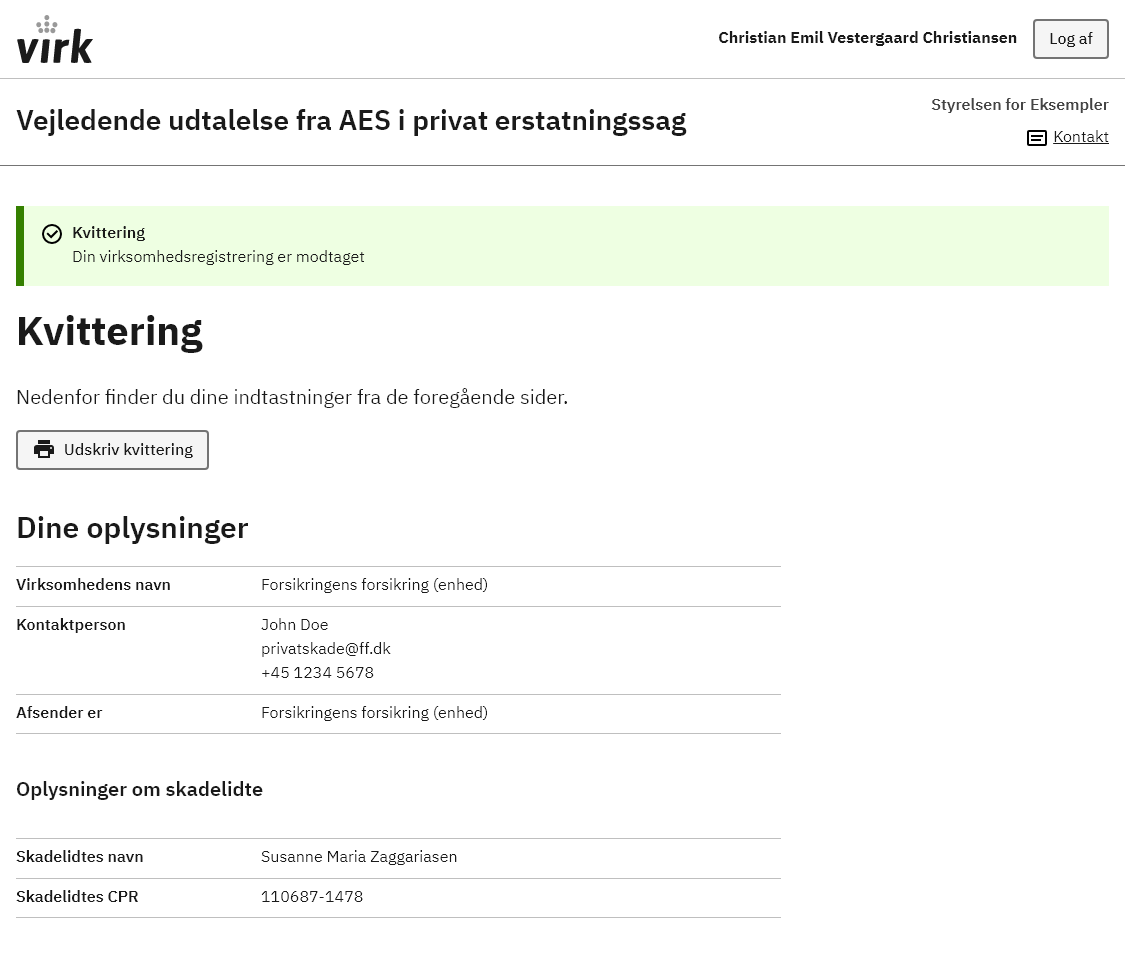 virk
Christian Emil Vestergaard Christiansen
Log af
Vejledende udtalelse fra AES i privat erstatningssag
Styrelsen for Eksempler
Kontakt
Kvittering
Din virksomhedsregistrering er modtaget
Kvittering
Nedenfor finder du dine indtastninger fra de foregående sider.
Udskriv kvittering
Dine oplysninger
Virksomhedens navn Forsikringens forsikring (enhed)
Kontaktperson John Doe
privatskade@ff.dk
+45 1234 5678
Afsender er Forsikringens forsikring (enhed)
Oplysninger om skadelidte
Skadelidtes navn Susanne Maria Zaggariasen
Skadelidtes CPR 110687-1478